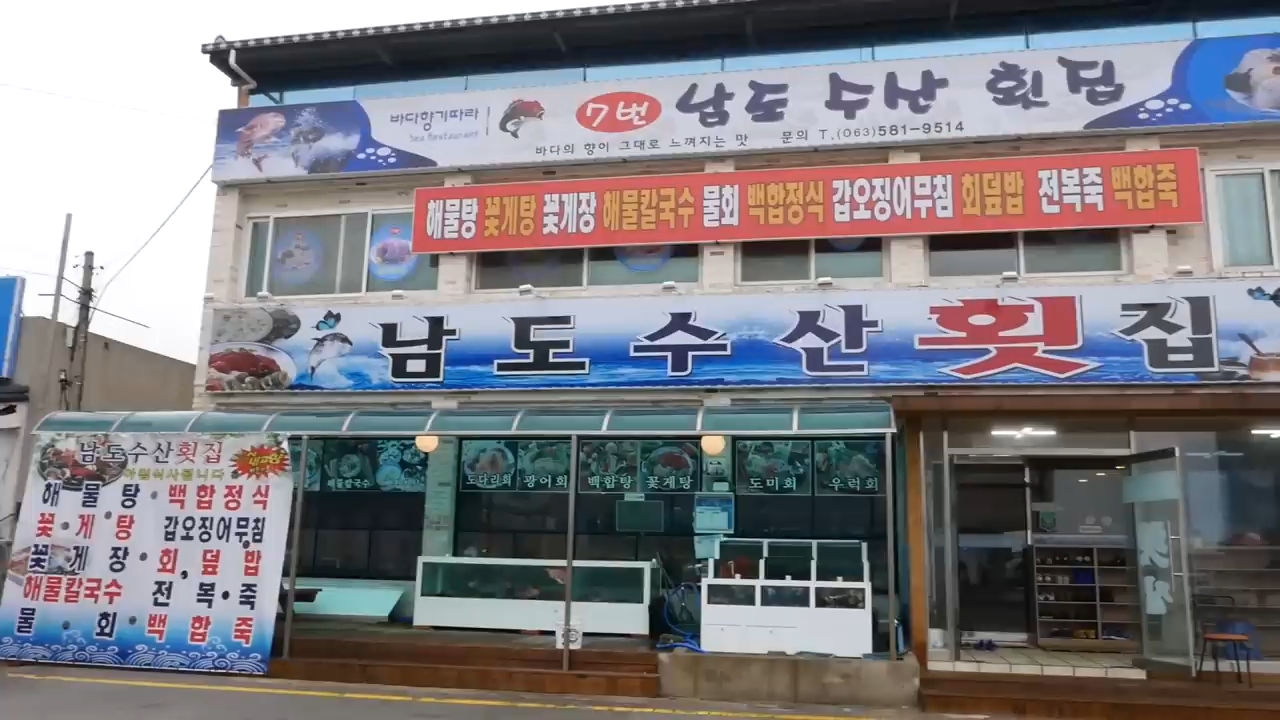 바다향기따라
Sea Restaurant
7번 남도 수산 횟집
바다의 향이 그대로 느껴지는 맛 문의 T.(063)581-9514
해물탕 꽃게탕 꽃게장 해물칼국수 물회 백합정식 갑오징어무침 회덮밥 전복죽 백합죽
남도수산횟집
남도수산횟집
아침식사됩니다
해물탕·백합정식
꽃·게탕 갑오징어무침
꽃게장·회덮밥
해물칼국수 전복·죽
물·회·백합죽
해물칼국수
도다리회 광어회 백합탕 꽃게탕 도미회 우럭회